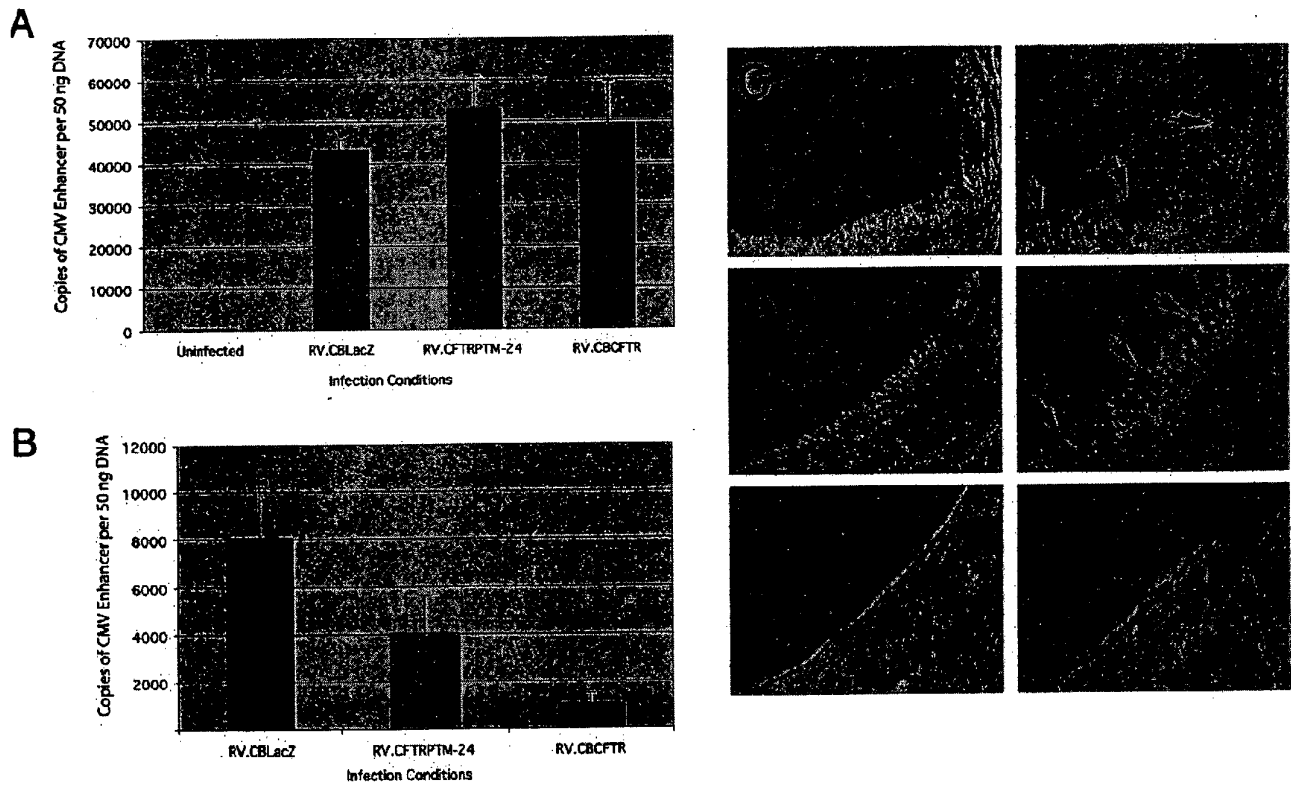 A
Copies of CMV Enhancer per 50 ng DNA
70000
60000
50000
40000
30000
20000
10000
0
Uninfected
RV.CBLacZ
RV.CFTRPTM-24
RV.CBCFTR
Infection Conditions
B
Copies of CMV Enhancer per 50 ng DNA
12000
10000
8000
6000
4000
2000
RV.CBLacZ
RV.CFTRPTM-24
RV.CBCFTR
Infection Conditions
C